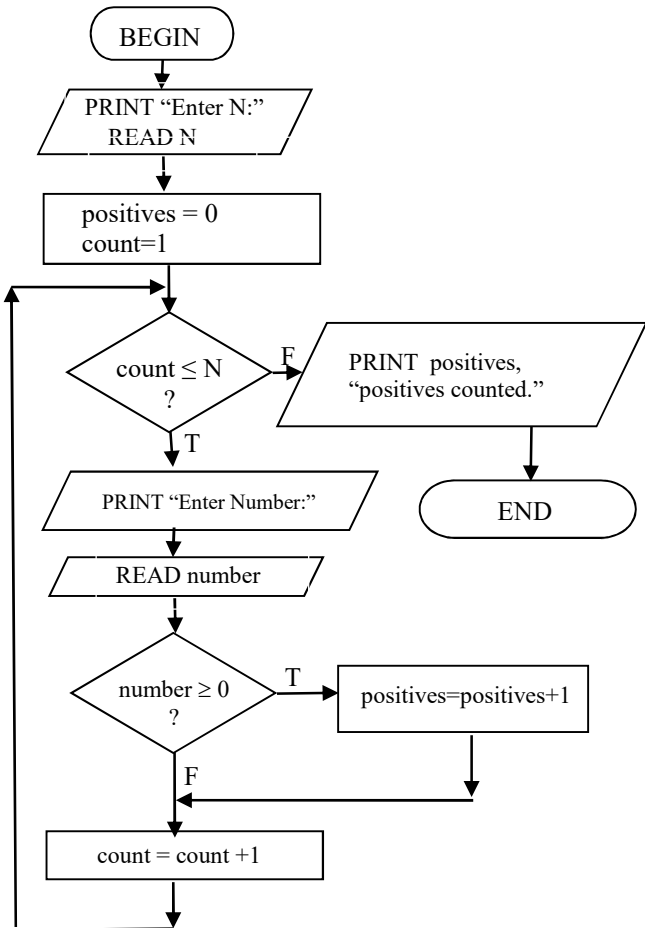 BEGIN
PRINT “Enter N:”
READ N
positives = 0
count=1
count ≤ N
?
F
PRINT  positives,
“positives counted.”
T
END
PRINT “Enter Number:”
READ number
number ≥ 0
?
T
positives=positives+1
F
count = count +1